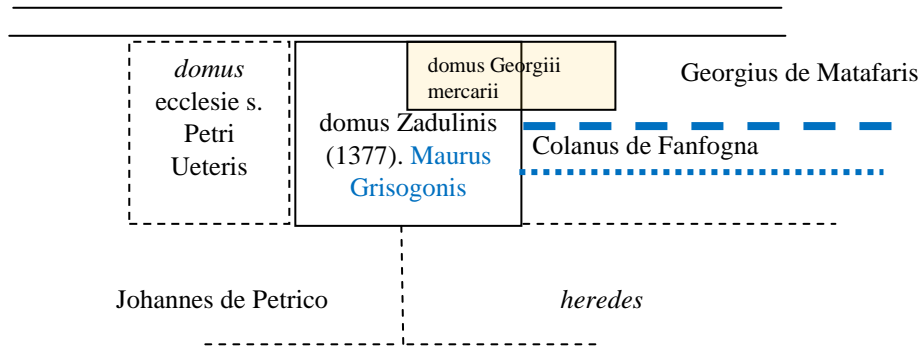 domus
ecclesie s.
Petri
Ueteris
domus Georgiii
mercarii
domus Zadulinis
(1377). Maurus
Grisogonis
Georgius de Matafaris
Colanus de Fanfogna
Johannes de Petrico
heredes